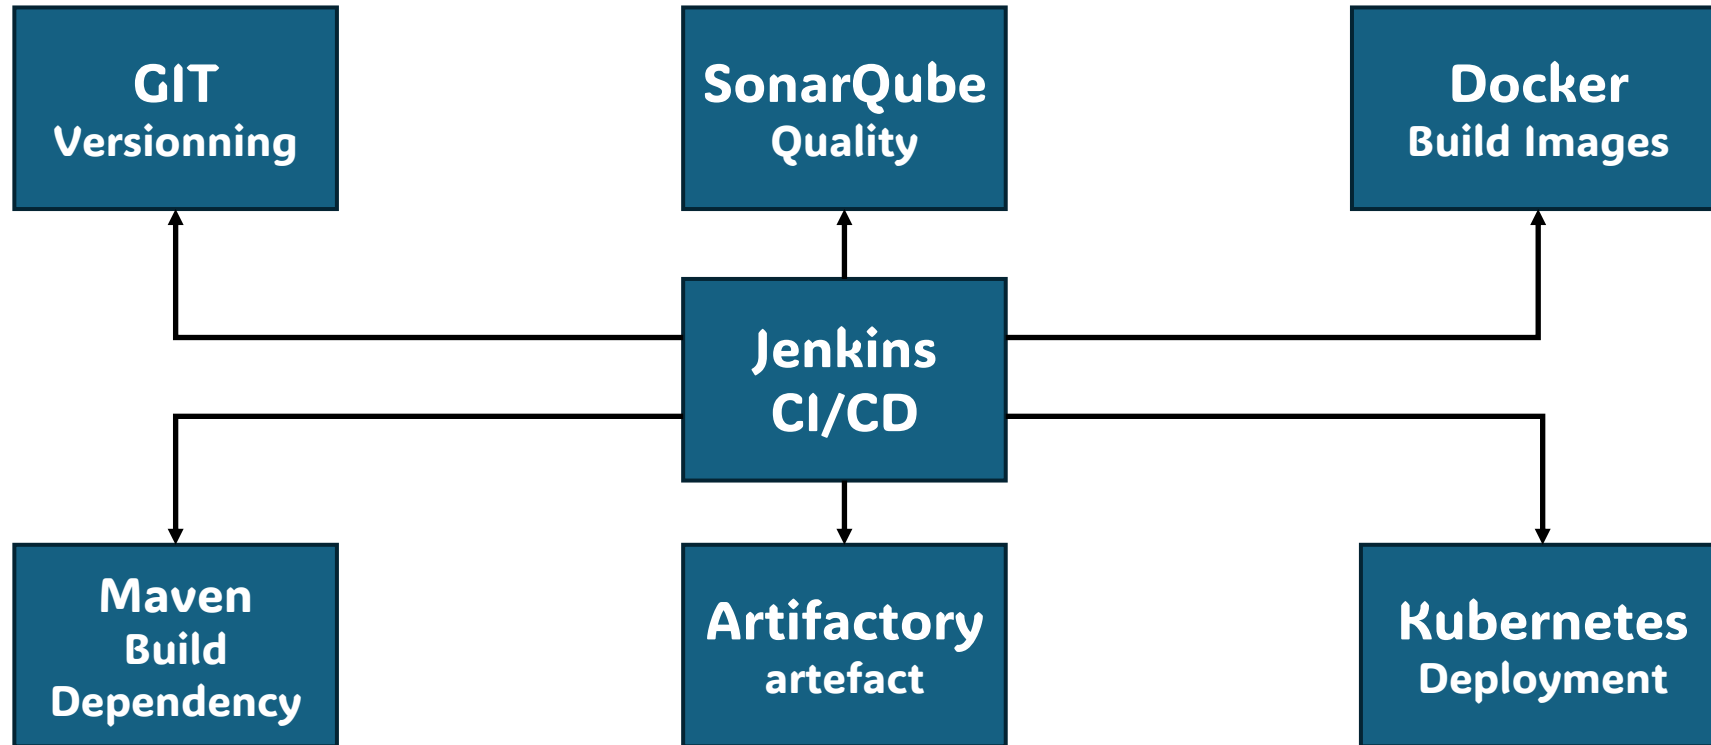 GIT
Versionning
SonarQube
Quality
Docker
Build Images
Jenkins
CI/CD
Maven
Build
Dependency
Artifactory
artefact
Kubernetes
Deployment